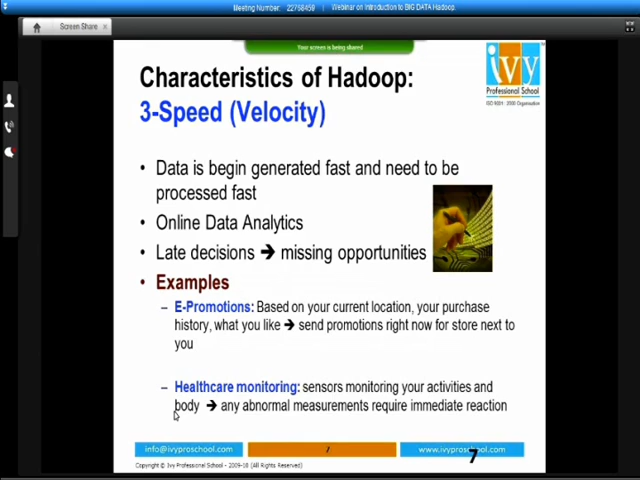 Meeting Number: 22758459 | Webinar on Introduction to BIG DATA Hadoop.
Screen Share ×
Your screen is being shared
Characteristics of Hadoop:
3-Speed (Velocity)
ivy
Professional School
ISO 9001: 2000 Organisation
• Data is begin generated fast and need to be
processed fast
• Online Data Analytics
• Late decisions ➔ missing opportunities
• Examples
– E-Promotions: Based on your current location, your purchase
history, what you like ➔ send promotions right now for store next to
you
– Healthcare monitoring: sensors monitoring your activities and
body ➔ any abnormal measurements require immediate reaction
info@ivyproschool.com
7
www.ivyproschool.com
7
Copyright © Ivy Professional School - 2009-10 (All Rights Reserved)